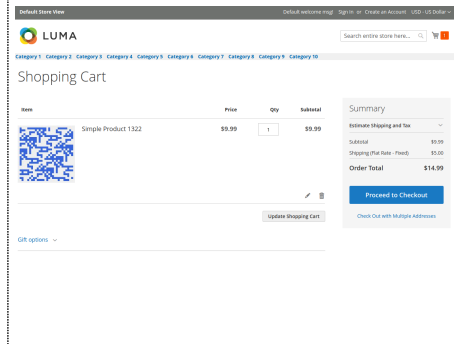 Default Store View
Default welcome msg! Sign In or Create an Account USD - US Dollar
LUMA
Search entire store here...
1
Category 1 Category 2 Category 3 Category 4 Category 5 Category 6 Category 7 Category 8 Category 9 Category 10
Shopping Cart
Item Price Qty Subtotal
Simple Product 1322 $9.99 1 $9.99
Update Shopping Cart
Gift options
Summary
Estimate Shipping and Tax
Subtotal $9.99
Shipping (Flat Rate - Fixed) $5.00
Order Total $14.99
Proceed to Checkout
Check Out with Multiple Addresses